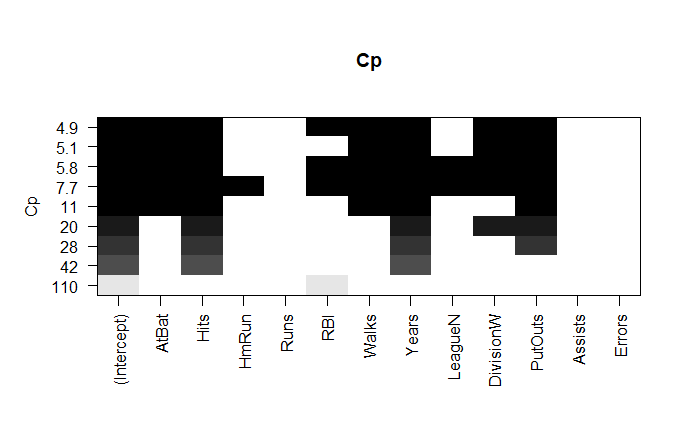 Cp
4.9
5.1
5.8
7.7
11
20
28
42
110
Cp
(Intercept)
AtBat
Hits
HmRun
Runs
RBI
Walks
Years
LeagueN
DivisionW
PutOuts
Assists
Errors